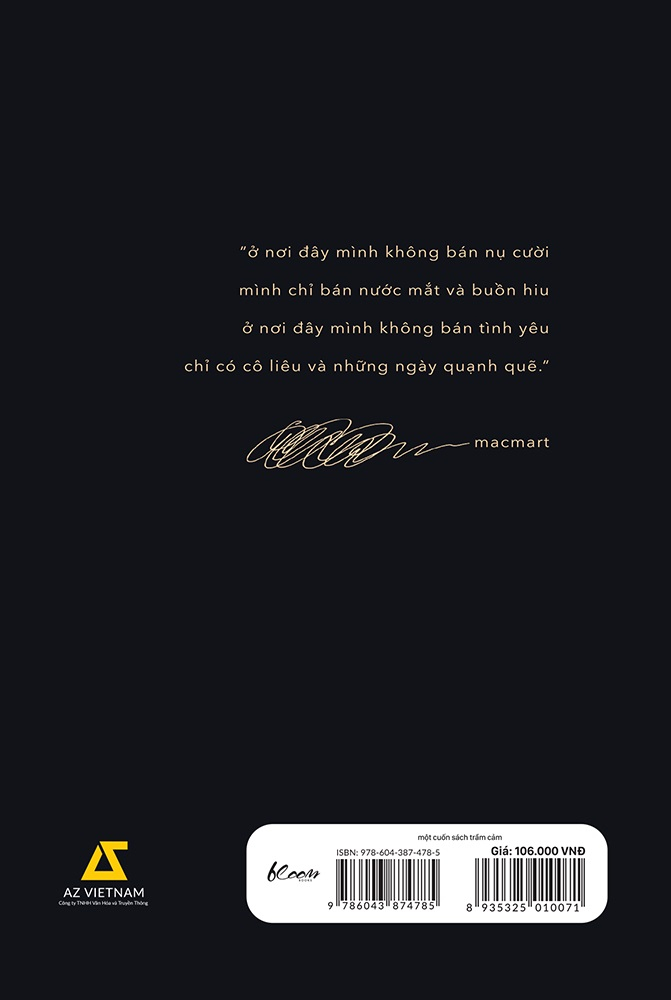 “ở nơi đây mình không bán nụ cười
mình chỉ bán nước mắt và buồn hiu
ở nơi đây mình không bán tình yêu
chỉ có cô liêu và những ngày quạnh quẽ.”
macmart
AZ VIETNAM
Công ty TNHH Văn Hóa và Truyền Thông
một cuốn sách trầm cảm
ISBN: 978-604-387-478-5
Giá: 106.000 VNĐ
bloom
BOOKS
9 786043 874785
8 935325 010071